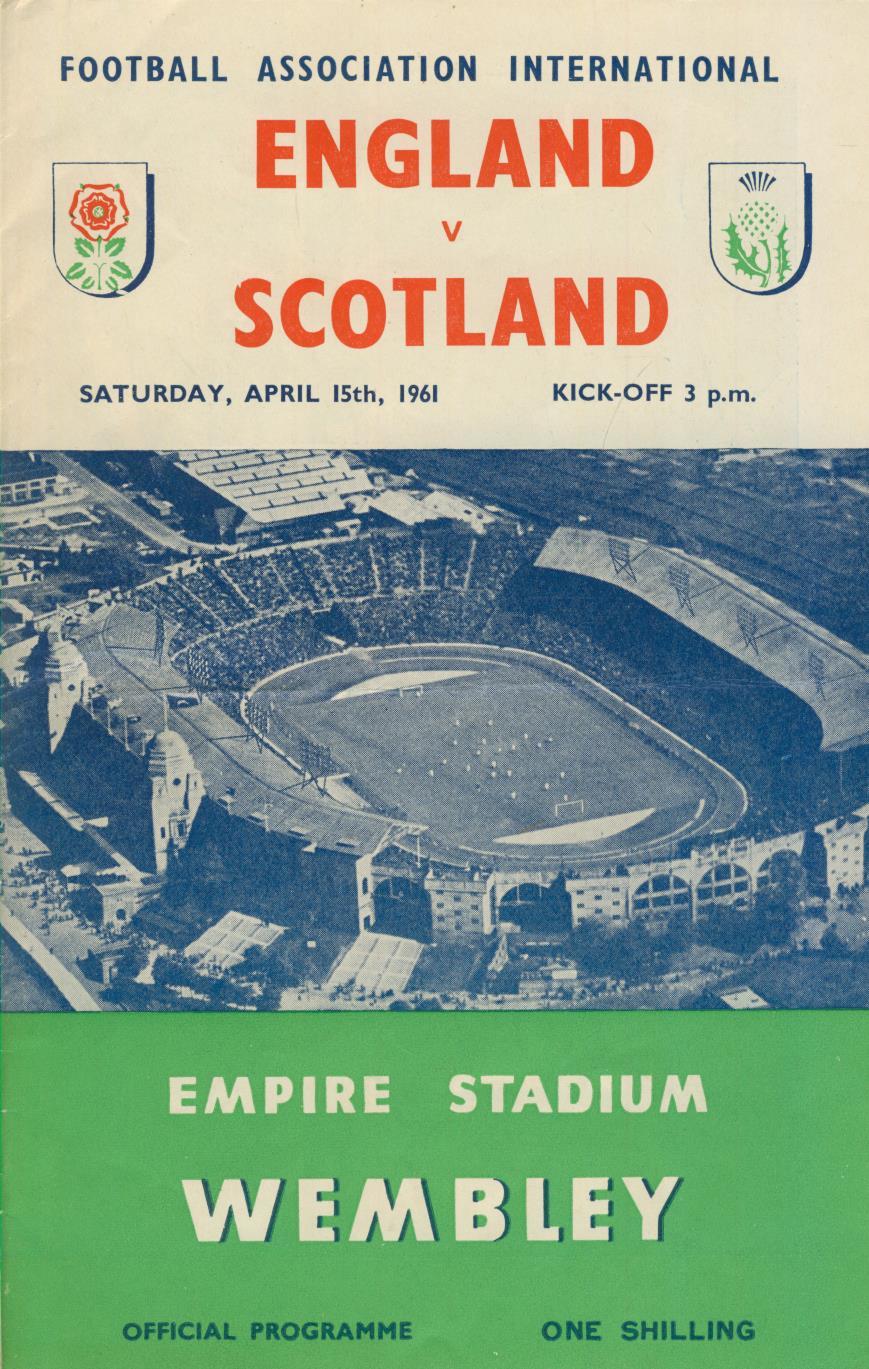 FOOTBALL ASSOCIATION INTERNATIONAL
ENGLAND
v
SCOTLAND
SATURDAY, APRIL 15th, 1961 KICK-OFF 3 p.m.
EMPIRE STADIUM
WEMBLEY
OFFICIAL PROGRAMME ONE SHILLING